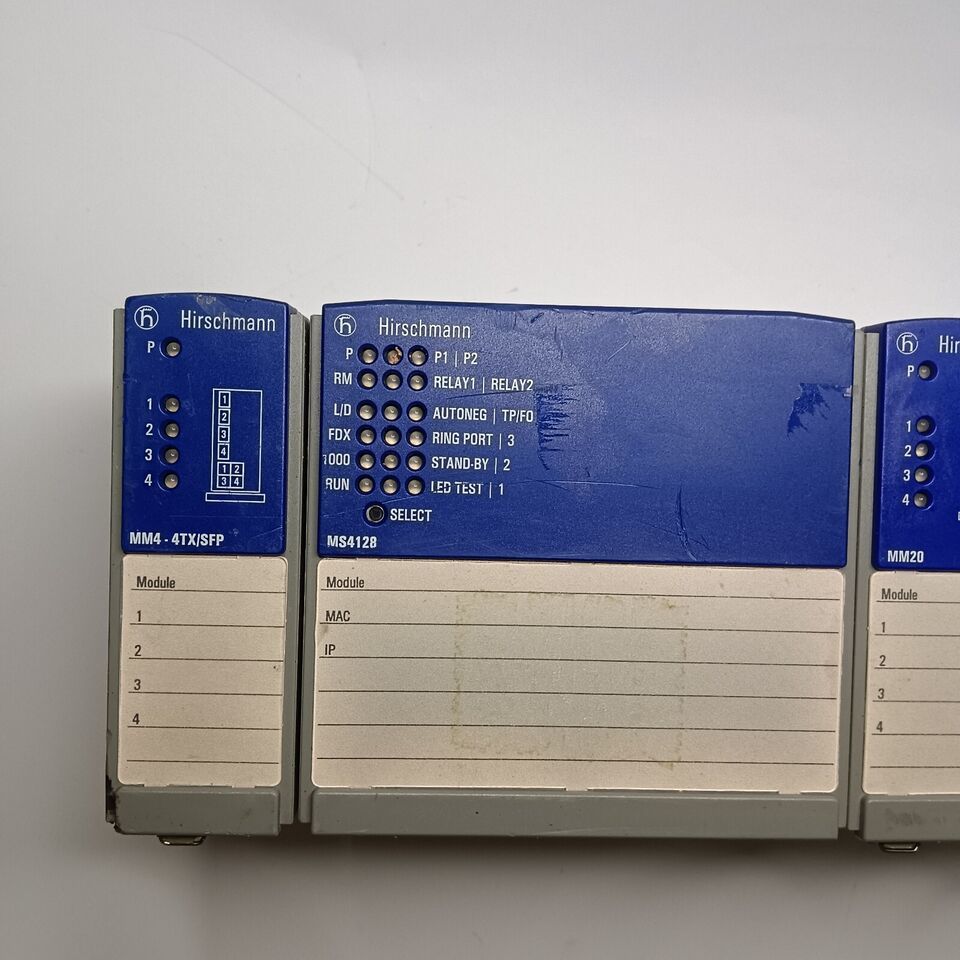 Hirschmann
P
1
2
3
4
1
2
3
4
1 2
3 4
MM4 - 4TX/SFP
Module
1
2
3
4
Hirschmann
P P1 | P2
RM RELAY1 | RELAY2
L/D AUTONEG | TP/FO
FDX RING PORT | 3
1000 STAND-BY | 2
RUN LED TEST | 1
SELECT
MS4128
Module
MAC
IP
Hir
P
1
2
3
4
MM20
Module
1
2
3
4